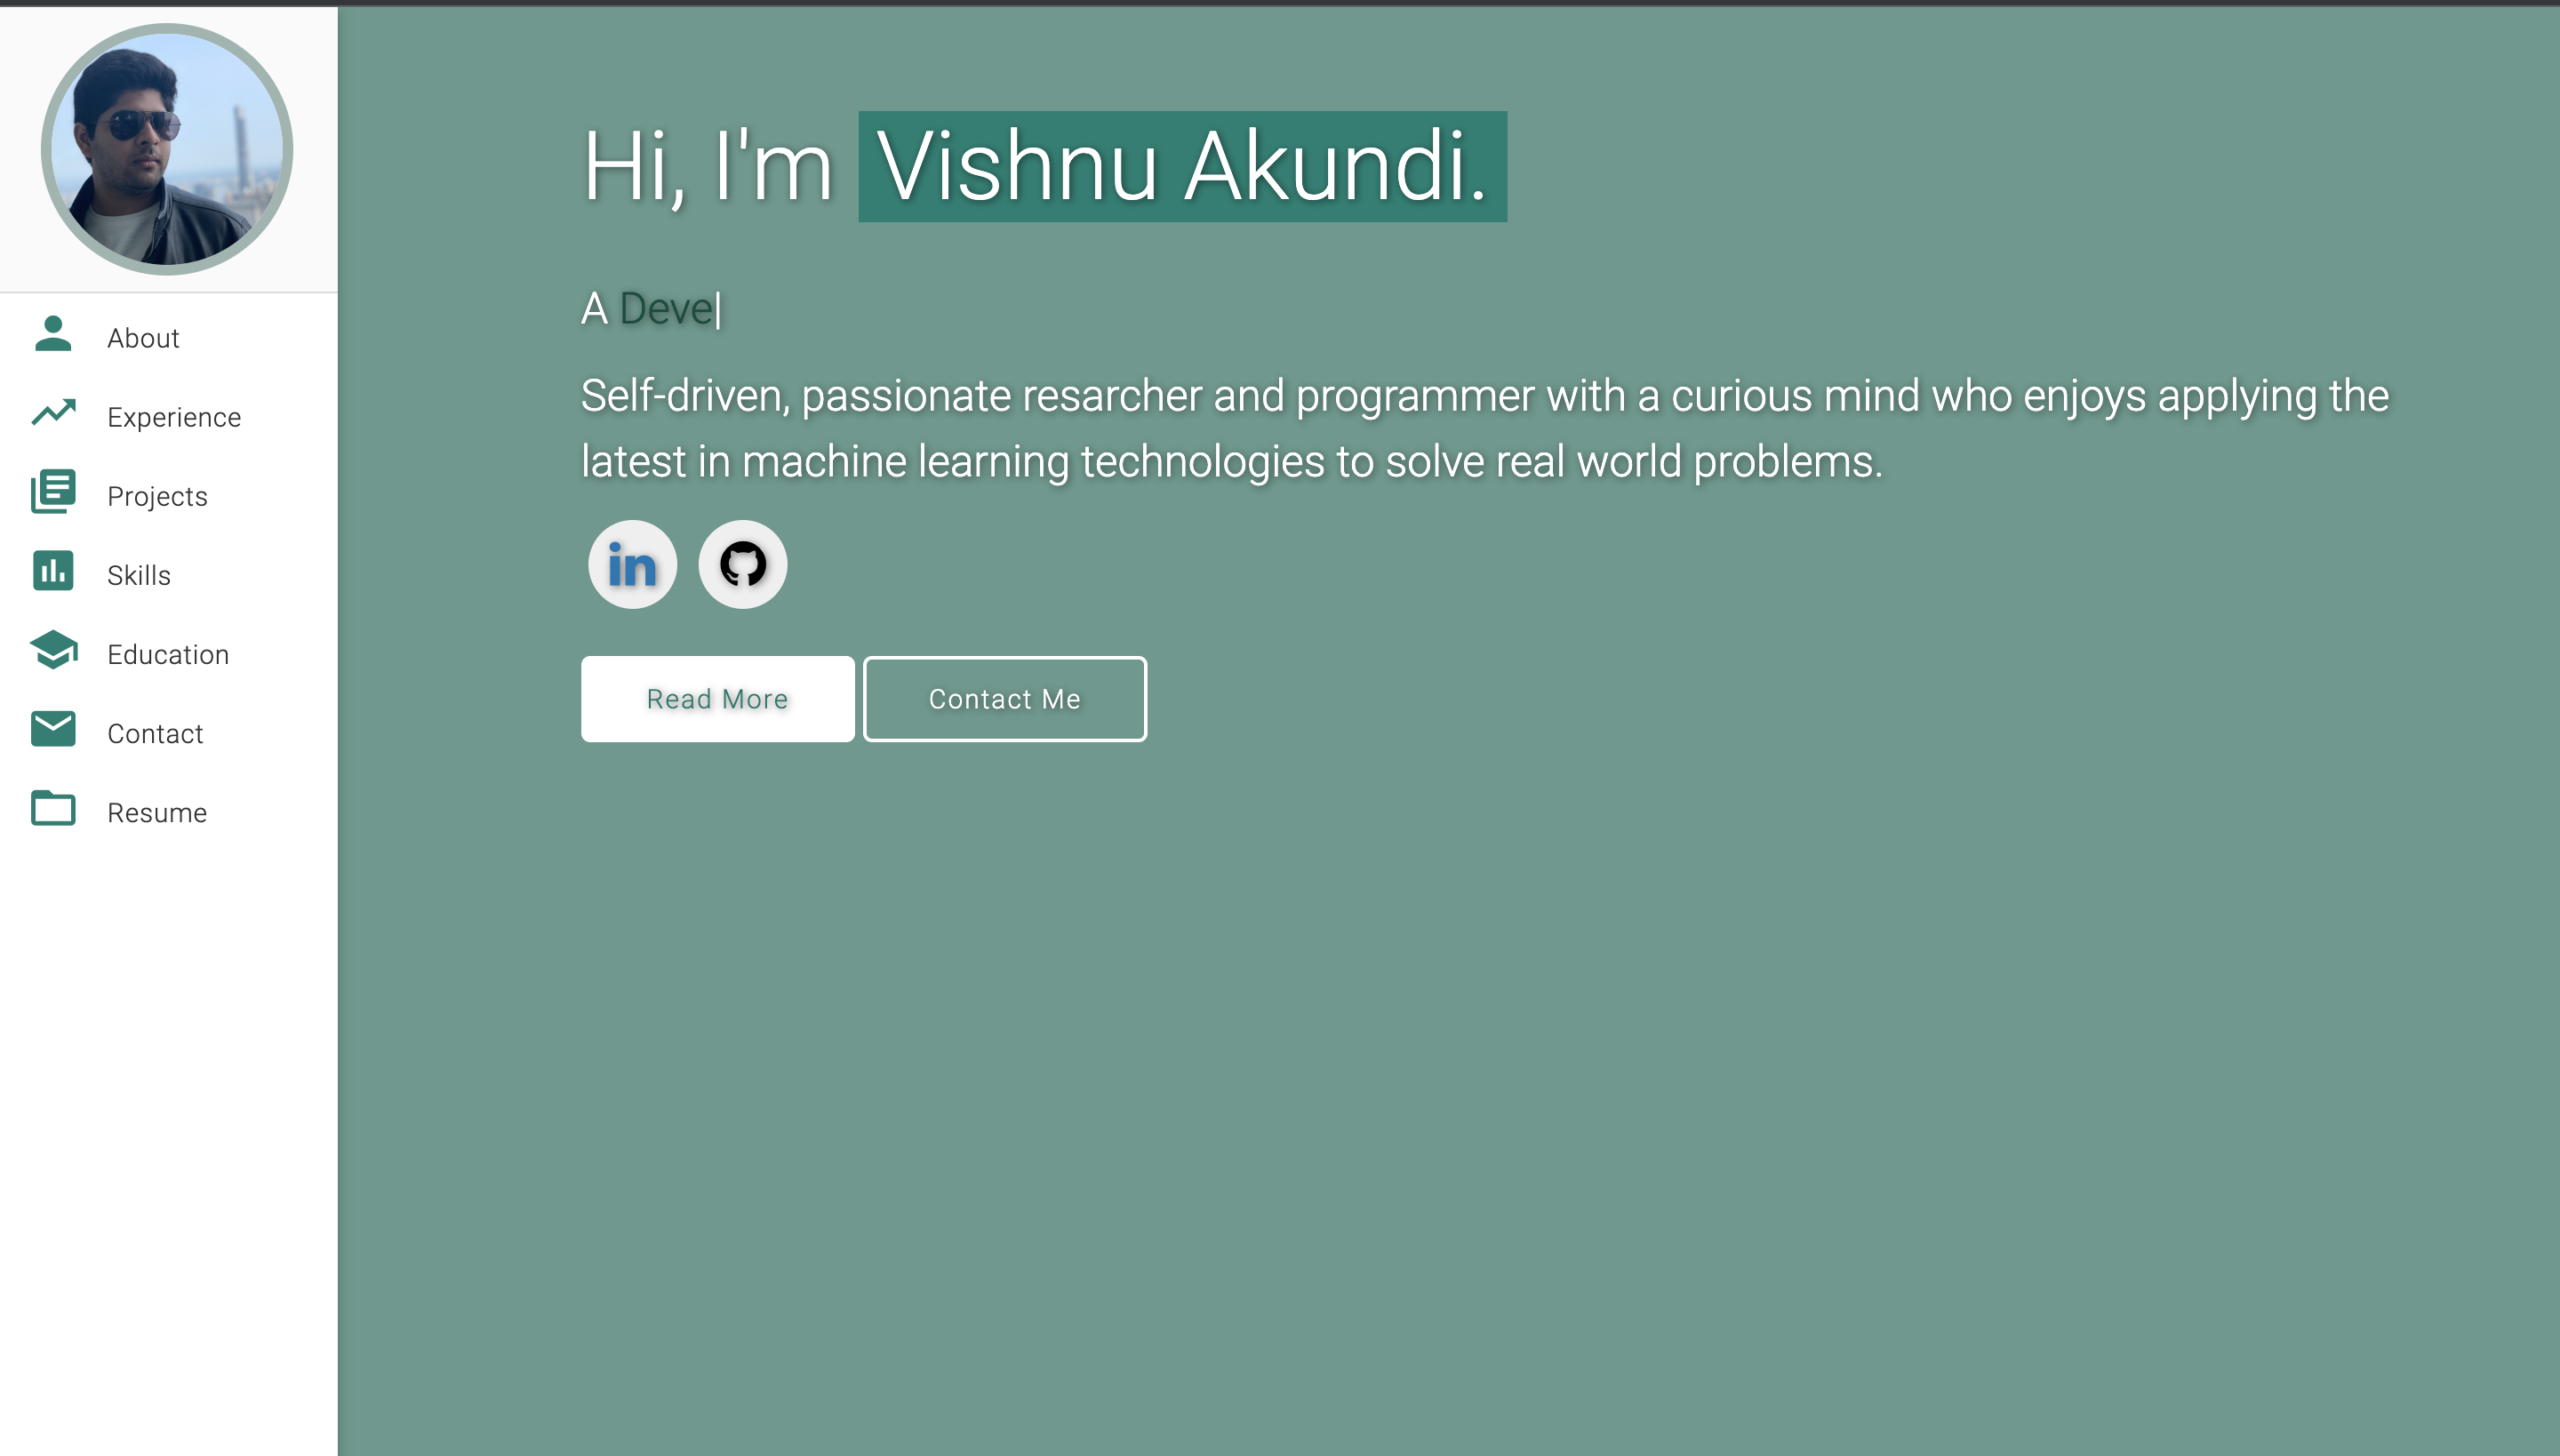 Hi, I'm Vishnu Akundi.
A Deve|
Self-driven, passionate resarcher and programmer with a curious mind who enjoys applying the
latest in machine learning technologies to solve real world problems.
in
Read More
Contact Me
About
Experience
Projects
Skills
Education
Contact
Resume